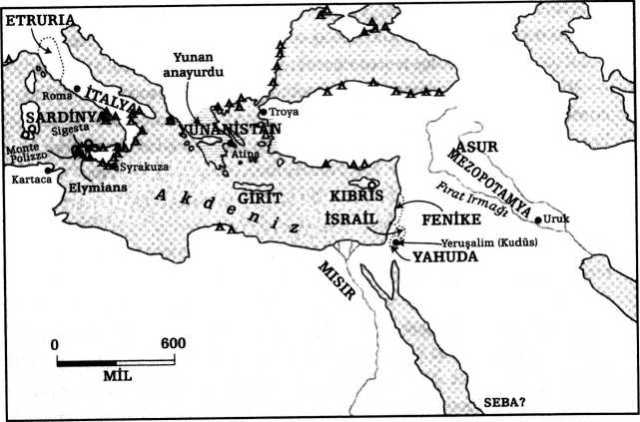 ETRURIA
Yunan
anayurdu
Roma
İTALYA
SARDİNYA
Sigesta
Monte
Polizzo
Kartaca
Elymians
Syrakuza
YUNANİSTAN
Atina
Troya
Akdeniz
GİRİT
KIBRIS
İSRAİL
FENİKE
Yeruşalim (Kudüs)
YAHUDA
ASUR
MEZOPOTAMYA
Fırat Irmağı
Uruk
MISIR
0 600
MİL
SEBA?